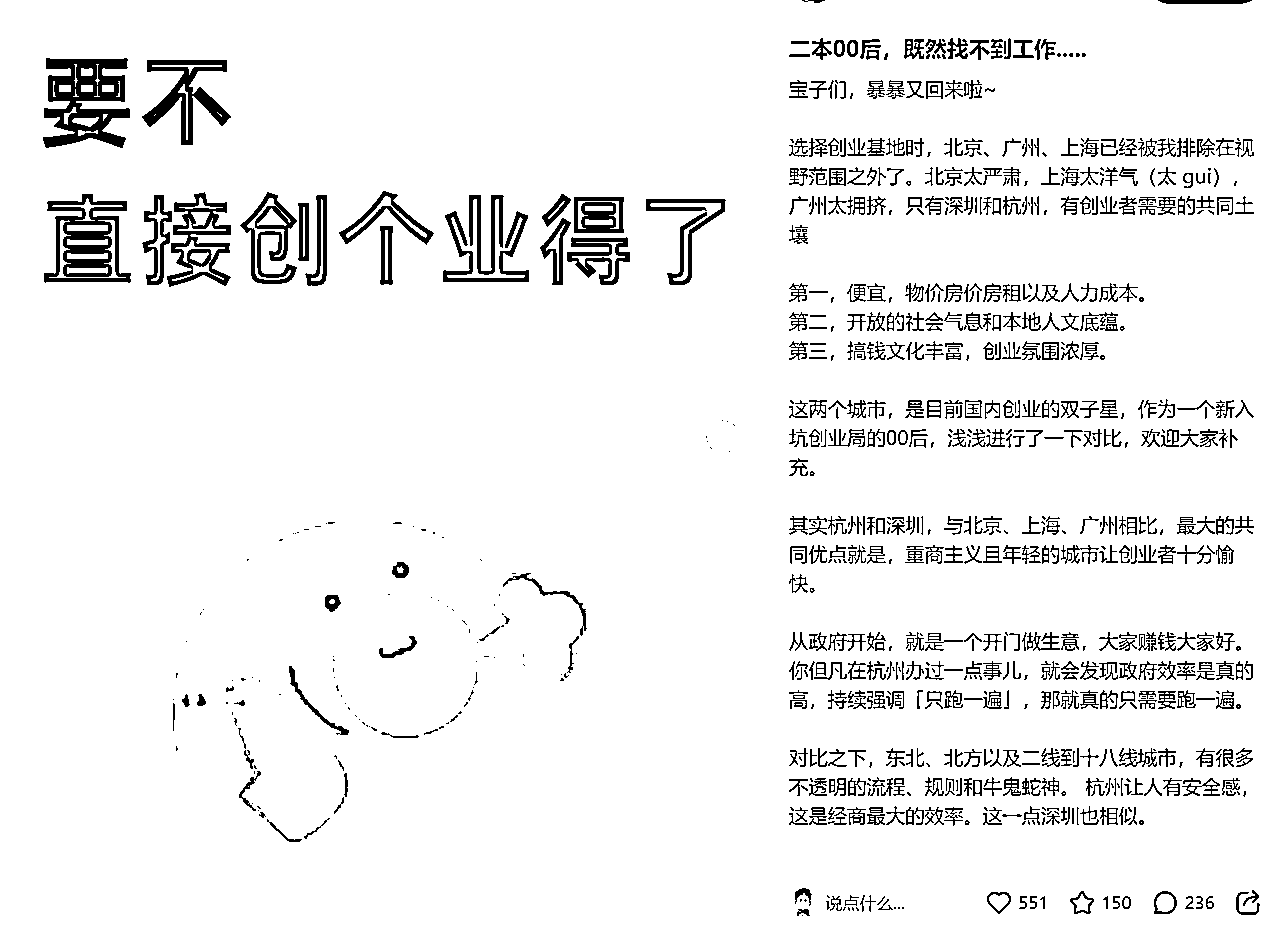 要不
直接创个业得了
二本00后，既然找不到工作.....
宝子们，暴暴又回来啦~
选择创业基地时，北京、广州、上海已经被我排除在视
野范围之外了。北京太严肃，上海太洋气（太 gui），
广州太拥挤，只有深圳和杭州，有创业者需要的共同土
壤
第一，便宜，物价房价房租以及人力成本。
第二，开放的社会气息和本地人文底蕴。
第三，搞钱文化丰富，创业氛围浓厚。
这两个城市，是目前国内创业的双子星，作为一个新入
坑创业局的00后，浅浅进行了一下对比，欢迎大家补
充。
其实杭州和深圳，与北京、上海、广州相比，最大的共
同优点就是，重商主义且年轻的城市让创业者十分愉
快。
从政府开始，就是一个开门做生意，大家赚钱大家好。
你但凡在杭州办过一点事儿，就会发现政府效率是真的
高，持续强调「只跑一遍」，那就真的只需要跑一遍。
对比之下，东北、北方以及二线到十八线城市，有很多
不透明的流程、规则和牛鬼蛇神。 杭州让人有安全感，
这是经商最大的效率。这一点深圳也相似。
说点什么... 551 150 236